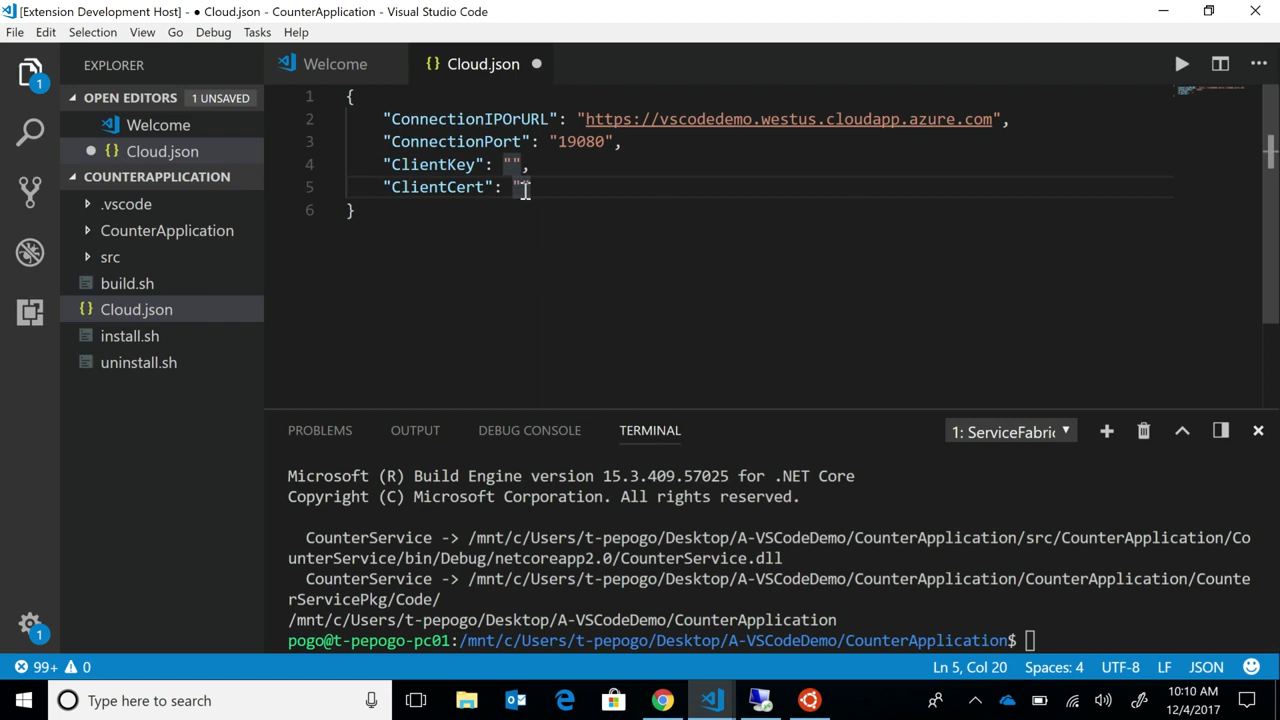 [Extension Development Host] - ● Cloud.json - CounterApplication - Visual Studio Code
File Edit Selection View Go Debug Tasks Help
EXPLORER
OPEN EDITORS 1 UNSAVED
Welcome
Cloud.json
COUNTERAPPLICATION
.vscode
CounterApplication
src
build.sh
{} Cloud.json
install.sh
uninstall.sh
1
1
Welcome {} Cloud.json
1 {
2 "ConnectionIPOrURL": "https://vscodedemo.westus.cloudapp.azure.com",
3 "ConnectionPort": "19080",
4 "ClientKey": "",
5 "ClientCert": ""
6 }
PROBLEMS OUTPUT DEBUG CONSOLE TERMINAL 1: ServiceFabric
Microsoft (R) Build Engine version 15.3.409.57025 for .NET Core
Copyright (C) Microsoft Corporation. All rights reserved.
CounterService -> /mnt/c/Users/t-pepogo/Desktop/A-VSCodeDemo/CounterApplication/src/CounterApplication/Co
unterService/bin/Debug/netcoreapp2.0/CounterService.dll
CounterService -> /mnt/c/Users/t-pepogo/Desktop/A-VSCodeDemo/CounterApplication/CounterApplication/Counte
rServicePkg/Code/
/mnt/c/Users/t-pepogo/Desktop/A-VSCodeDemo/CounterApplication
pogo@t-pepogo-pc01:/mnt/c/Users/t-pepogo/Desktop/A-VSCodeDemo/CounterApplication$
99+ 0 Ln 5, Col 20 Spaces: 4 UTF-8 LF JSON
Type here to search
10:10 AM
12/4/2017